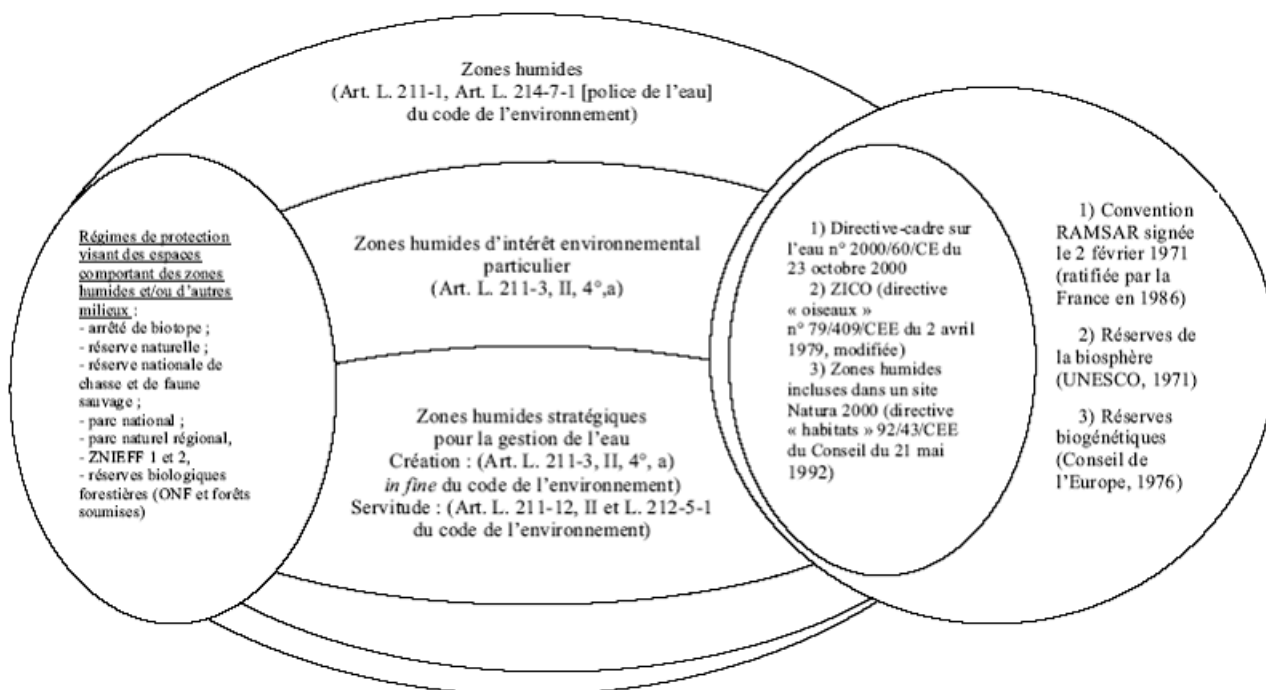 Zones humides
(Art. L. 211-1, Art. L. 214-7-1 [police de l'eau]
du code de l'environnement)
Régimes de protection
visant des espaces
comportant des zones
humides et/ou d'autres
milieux :
- arrêté de biotope ;
- réserve naturelle ;
- réserve nationale de
chasse et de faune
sauvage ;
- parc national ;
- parc naturel régional,
- ZNIEFF 1 et 2,
- réserves biologiques
forestières (ONF et forêts
soumises)
Zones humides d'intérêt environnemental
particulier
(Art. L. 211-3, II, 4°,a)
Zones humides stratégiques
pour la gestion de l'eau
Création : (Art. L. 211-3, II, 4°, a)
in fine du code de l'environnement)
Servitude : (Art. L. 211-12, II et L. 212-5-1
du code de l'environnement)
1) Directive-cadre sur
l'eau n° 2000/60/CE du
23 octobre 2000
2) ZICO (directive
« oiseaux »
n° 79/409/CEE du 2 avril
1979, modifiée)
3) Zones humides
incluses dans un site
Natura 2000 (directive
« habitats » 92/43/CEE
du Conseil du 21 mai
1992)
1) Convention
RAMSAR signée
le 2 février 1971
(ratifiée par la
France en 1986)
2) Réserves de
la biosphère
(UNESCO, 1971)
3) Réserves
biogénétiques
(Conseil de
l'Europe, 1976)